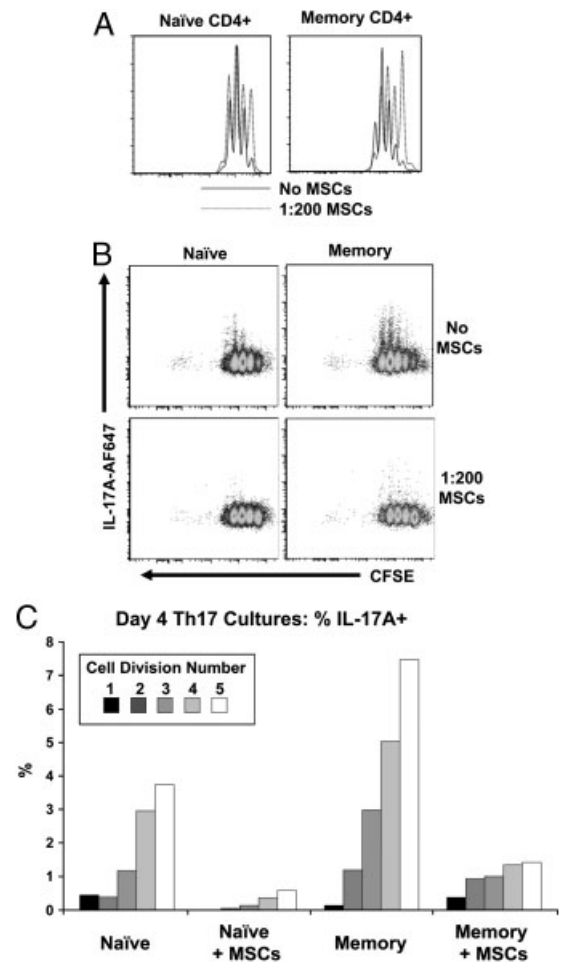 A
Naïve CD4+ Memory CD4+
No MSCs
1:200 MSCs
B
Naïve Memory
No
MSCs
1:200
MSCs
IL-17A-AF647
CFSE
C
Day 4 Th17 Cultures: % IL-17A+
Cell Division Number
1 2 3 4 5
8
7
6
5
4
3
2
1
0
%
Naïve Naïve Memory Memory
+ MSCs + MSCs